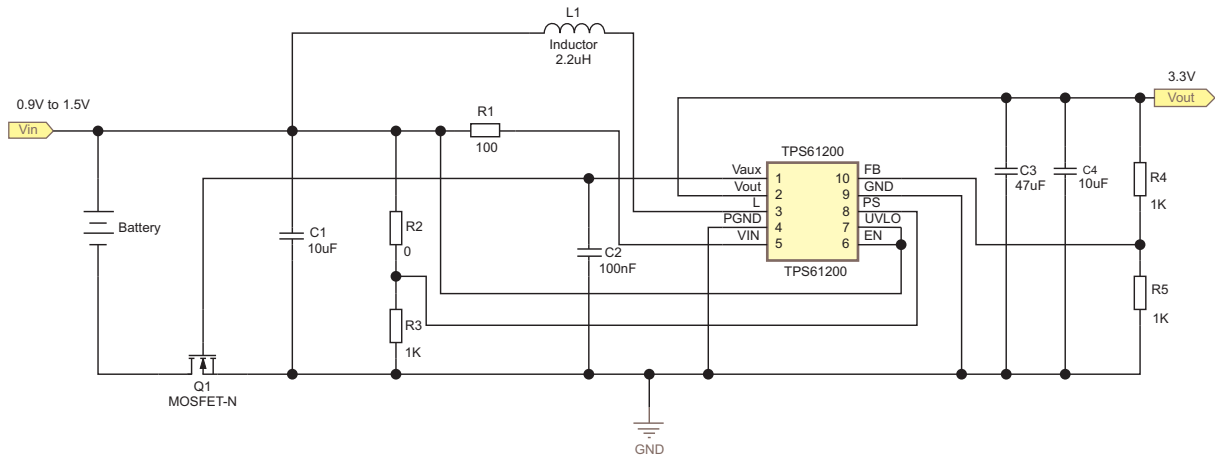 L1
Inductor
2.2uH
0.9V to 1.5V
Vin
R1
100
3.3V
Vout
TPS61200
Vaux
1
10
FB
Vout
2
9
GND
L
3
8
PS
PGND
4
7
UVLO
VIN
5
6
EN
TPS61200
C3
47uF
C4
10uF
R4
1K
Battery
C1
10uF
R2
0
C2
100nF
R3
1K
R5
1K
Q1
MOSFET-N
GND